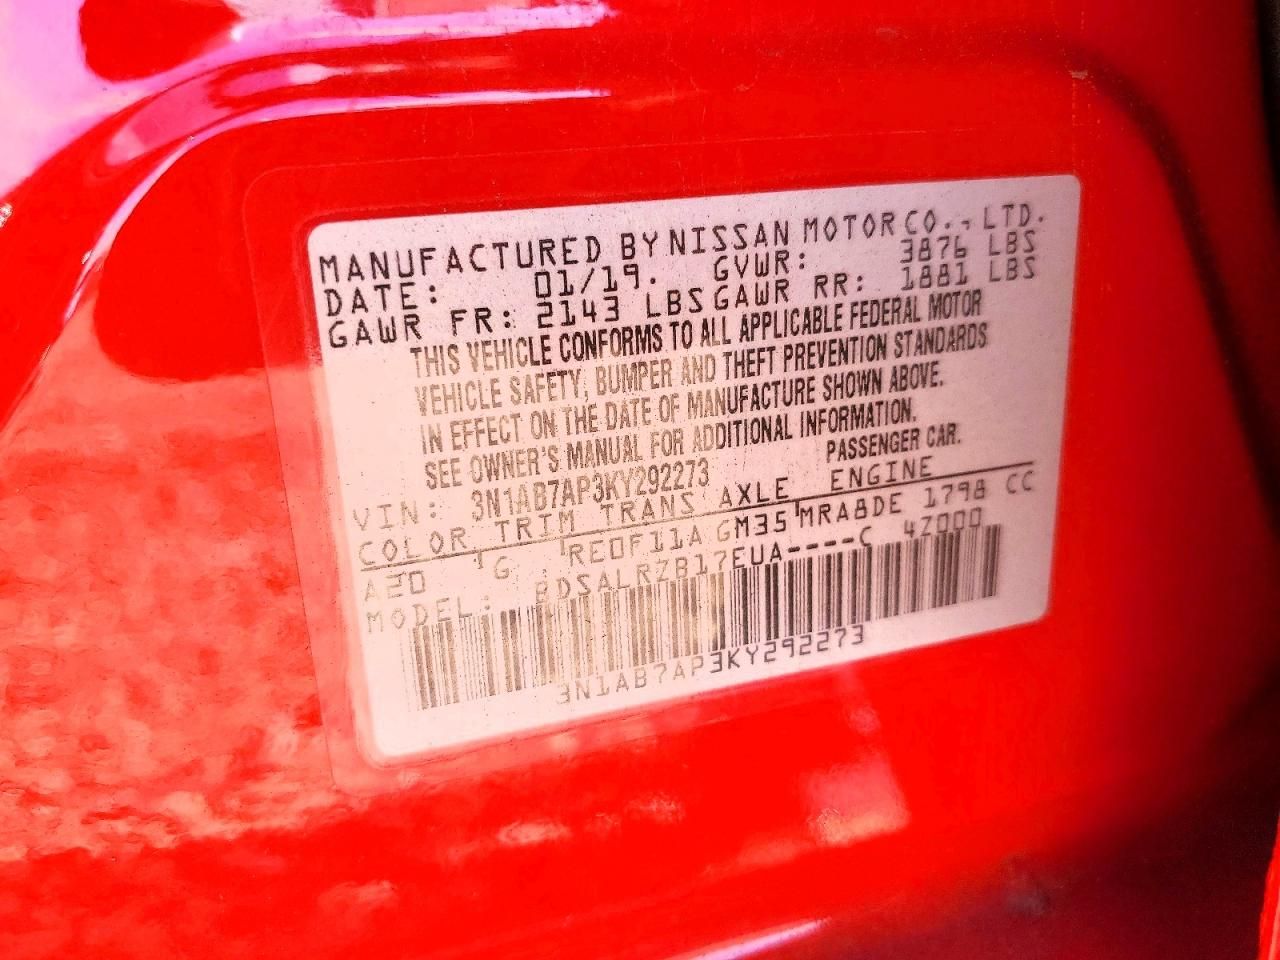 MANUFACTURED BY NISSAN MOTOR CO., LTD.
DATE: 01/19. GVWR: 3876 LBS
GAWR FR: 2143 LBS GAWR RR: 1881 LBS
THIS VEHICLE CONFORMS TO ALL APPLICABLE FEDERAL MOTOR
VEHICLE SAFETY, BUMPER AND THEFT PREVENTION STANDARDS
IN EFFECT ON THE DATE OF MANUFACTURE SHOWN ABOVE.
SEE OWNER'S MANUAL FOR ADDITIONAL INFORMATION.
VIN: 3N1AB7AP3KY292273 PASSENGER CAR.
COLOR TRIM TRANS AXLE ENGINE
A20 G RE0F11A GM35 MRA8DE 1798 CC
MODEL: BDSALRZB17EUA----C 4Z000
3N1AB7AP3KY292273